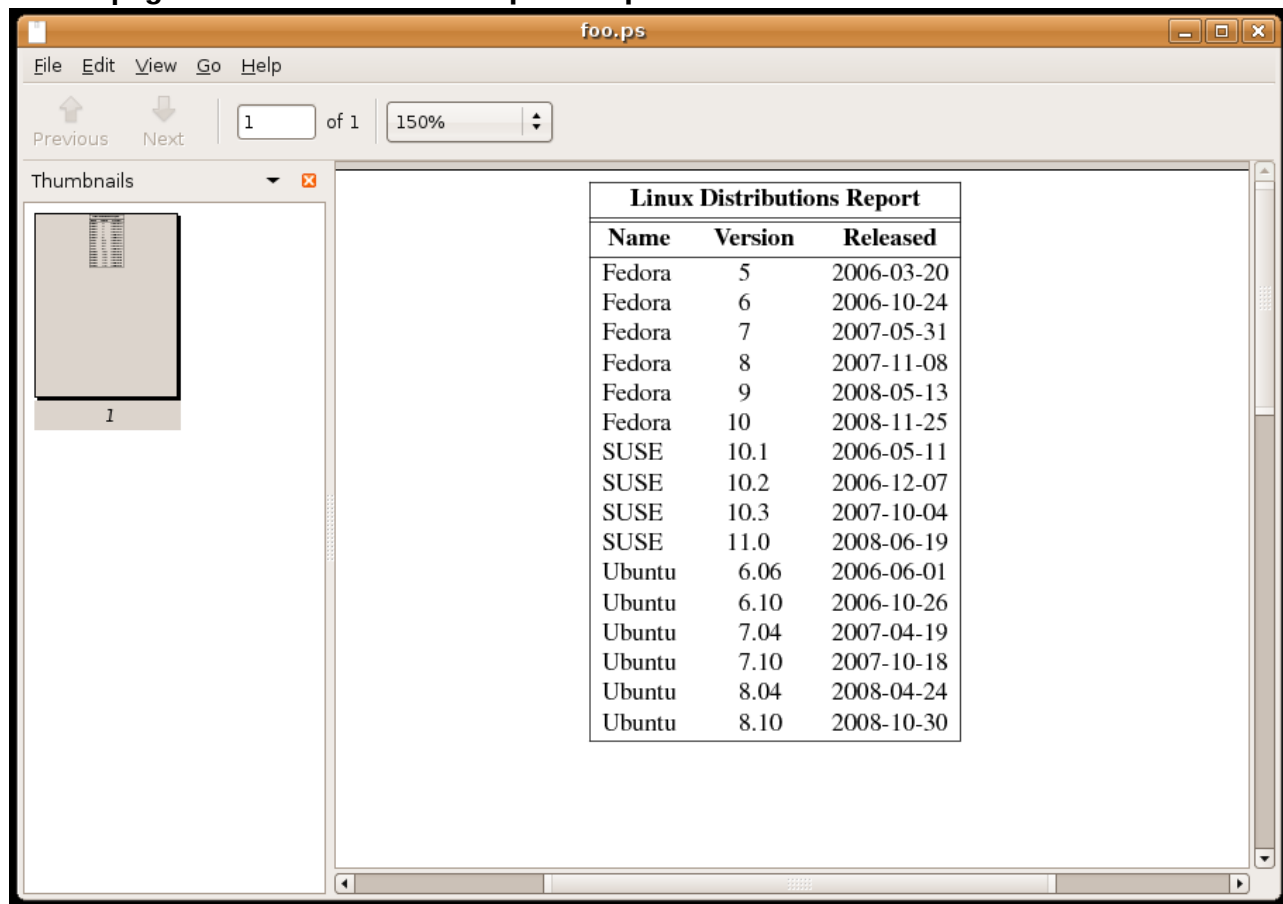 foo.ps
File Edit View Go Help
Previous Next 1 of 1 150%
Thumbnails
1
Linux Distributions Report
Name Version Released
Fedora 5 2006-03-20
Fedora 6 2006-10-24
Fedora 7 2007-05-31
Fedora 8 2007-11-08
Fedora 9 2008-05-13
Fedora 10 2008-11-25
SUSE 10.1 2006-05-11
SUSE 10.2 2006-12-07
SUSE 10.3 2007-10-04
SUSE 11.0 2008-06-19
Ubuntu 6.06 2006-06-01
Ubuntu 6.10 2006-10-26
Ubuntu 7.04 2007-04-19
Ubuntu 7.10 2007-10-18
Ubuntu 8.04 2008-04-24
Ubuntu 8.10 2008-10-30